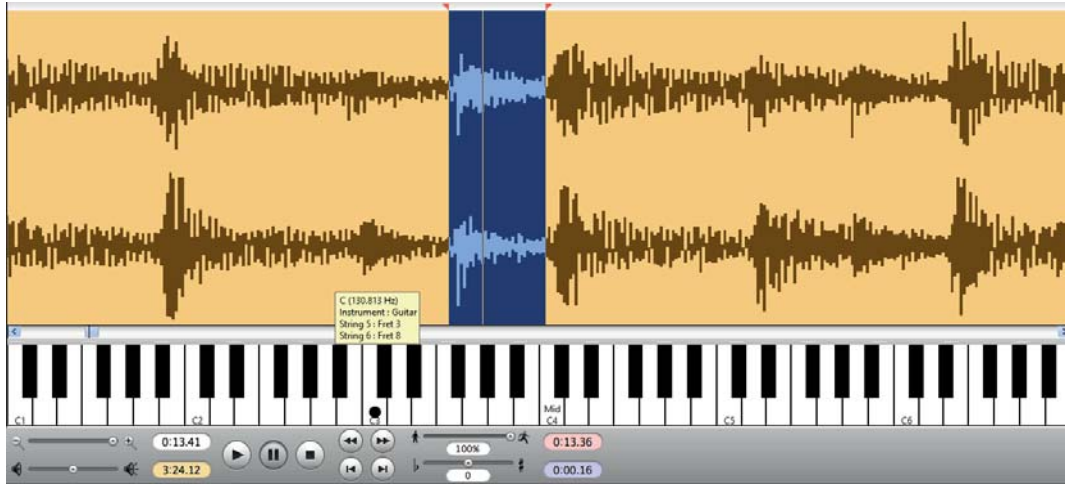 C (130.813 Hz)
Instrument : Guitar
String 5 : Fret 3
String 6 : Fret 8
Mid
C1 C2 C3 C4 C5 C6
0:13.41 100% 0:13.36
3:24.12 0 0:00.16